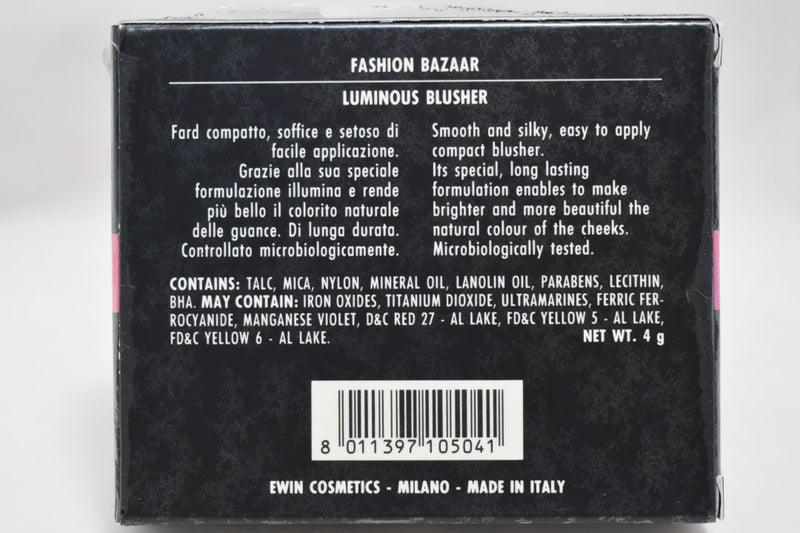 FASHION BAZAAR
LUMINOUS BLUSHER
Fard compatto, soffice e setoso di
facile applicazione.
Grazie alla sua speciale
formulazione illumina e rende
più bello il colorito naturale
delle guance. Di lunga durata.
Controllato microbiologicamente.
Smooth and silky, easy to apply
compact blusher.
Its special, long lasting
formulation enables to make
brighter and more beautiful the
natural colour of the cheeks.
Microbiologically tested.
CONTAINS: TALC, MICA, NYLON, MINERAL OIL, LANOLIN OIL, PARABENS, LECITHIN,
BHA. MAY CONTAIN: IRON OXIDES, TITANIUM DIOXIDE, ULTRAMARINES, FERRIC FER-
ROCYANIDE, MANGANESE VIOLET, D&C RED 27 - AL LAKE, FD&C YELLOW 5 - AL LAKE,
FD&C YELLOW 6 - AL LAKE. NET WT. 4 g
8 011397 105041
EWIN COSMETICS - MILANO - MADE IN ITALY